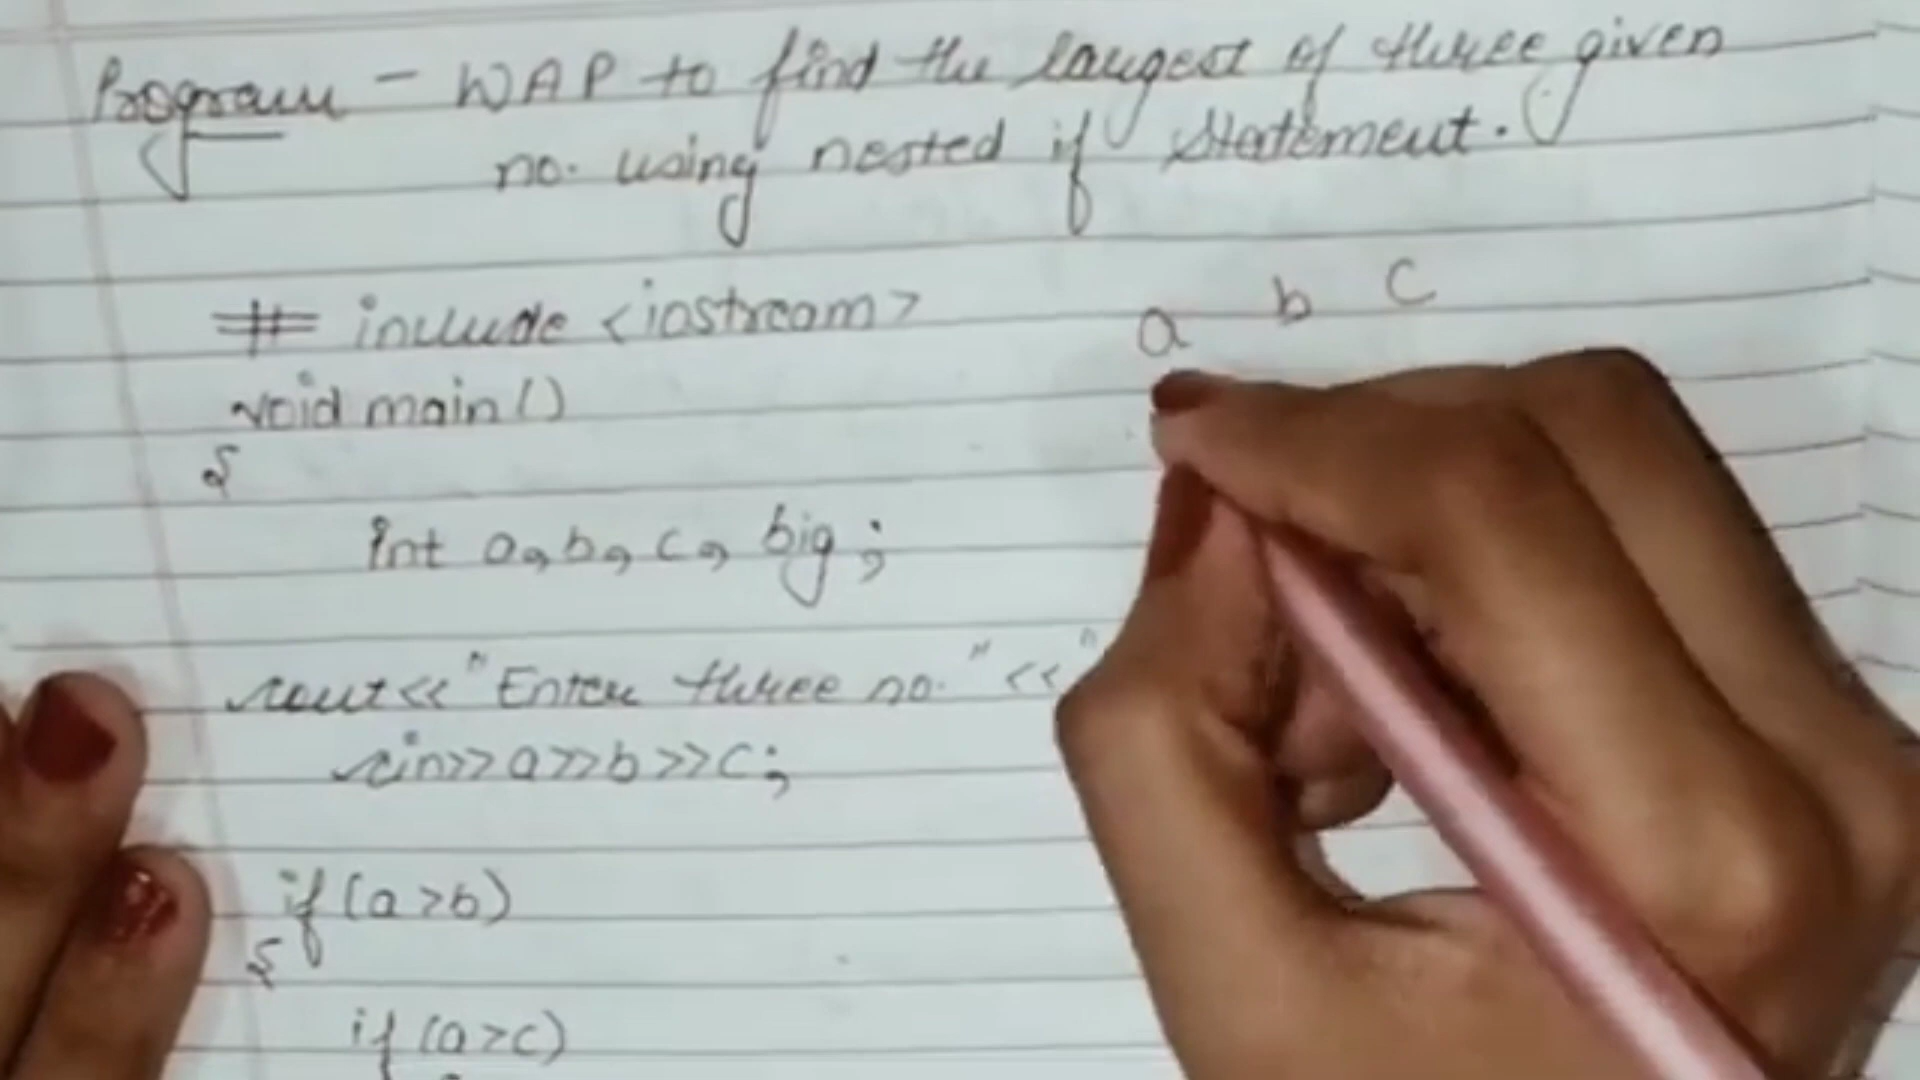 Program - WAP to find the largest of three given
no. using nested if statement.
# include <iostream>
a b c
void main()
{
int a, b, c, big;
cout<<"Enter three no." <<"
cin>>a>>b>>c;
if (a>b)
{
if (a>c)